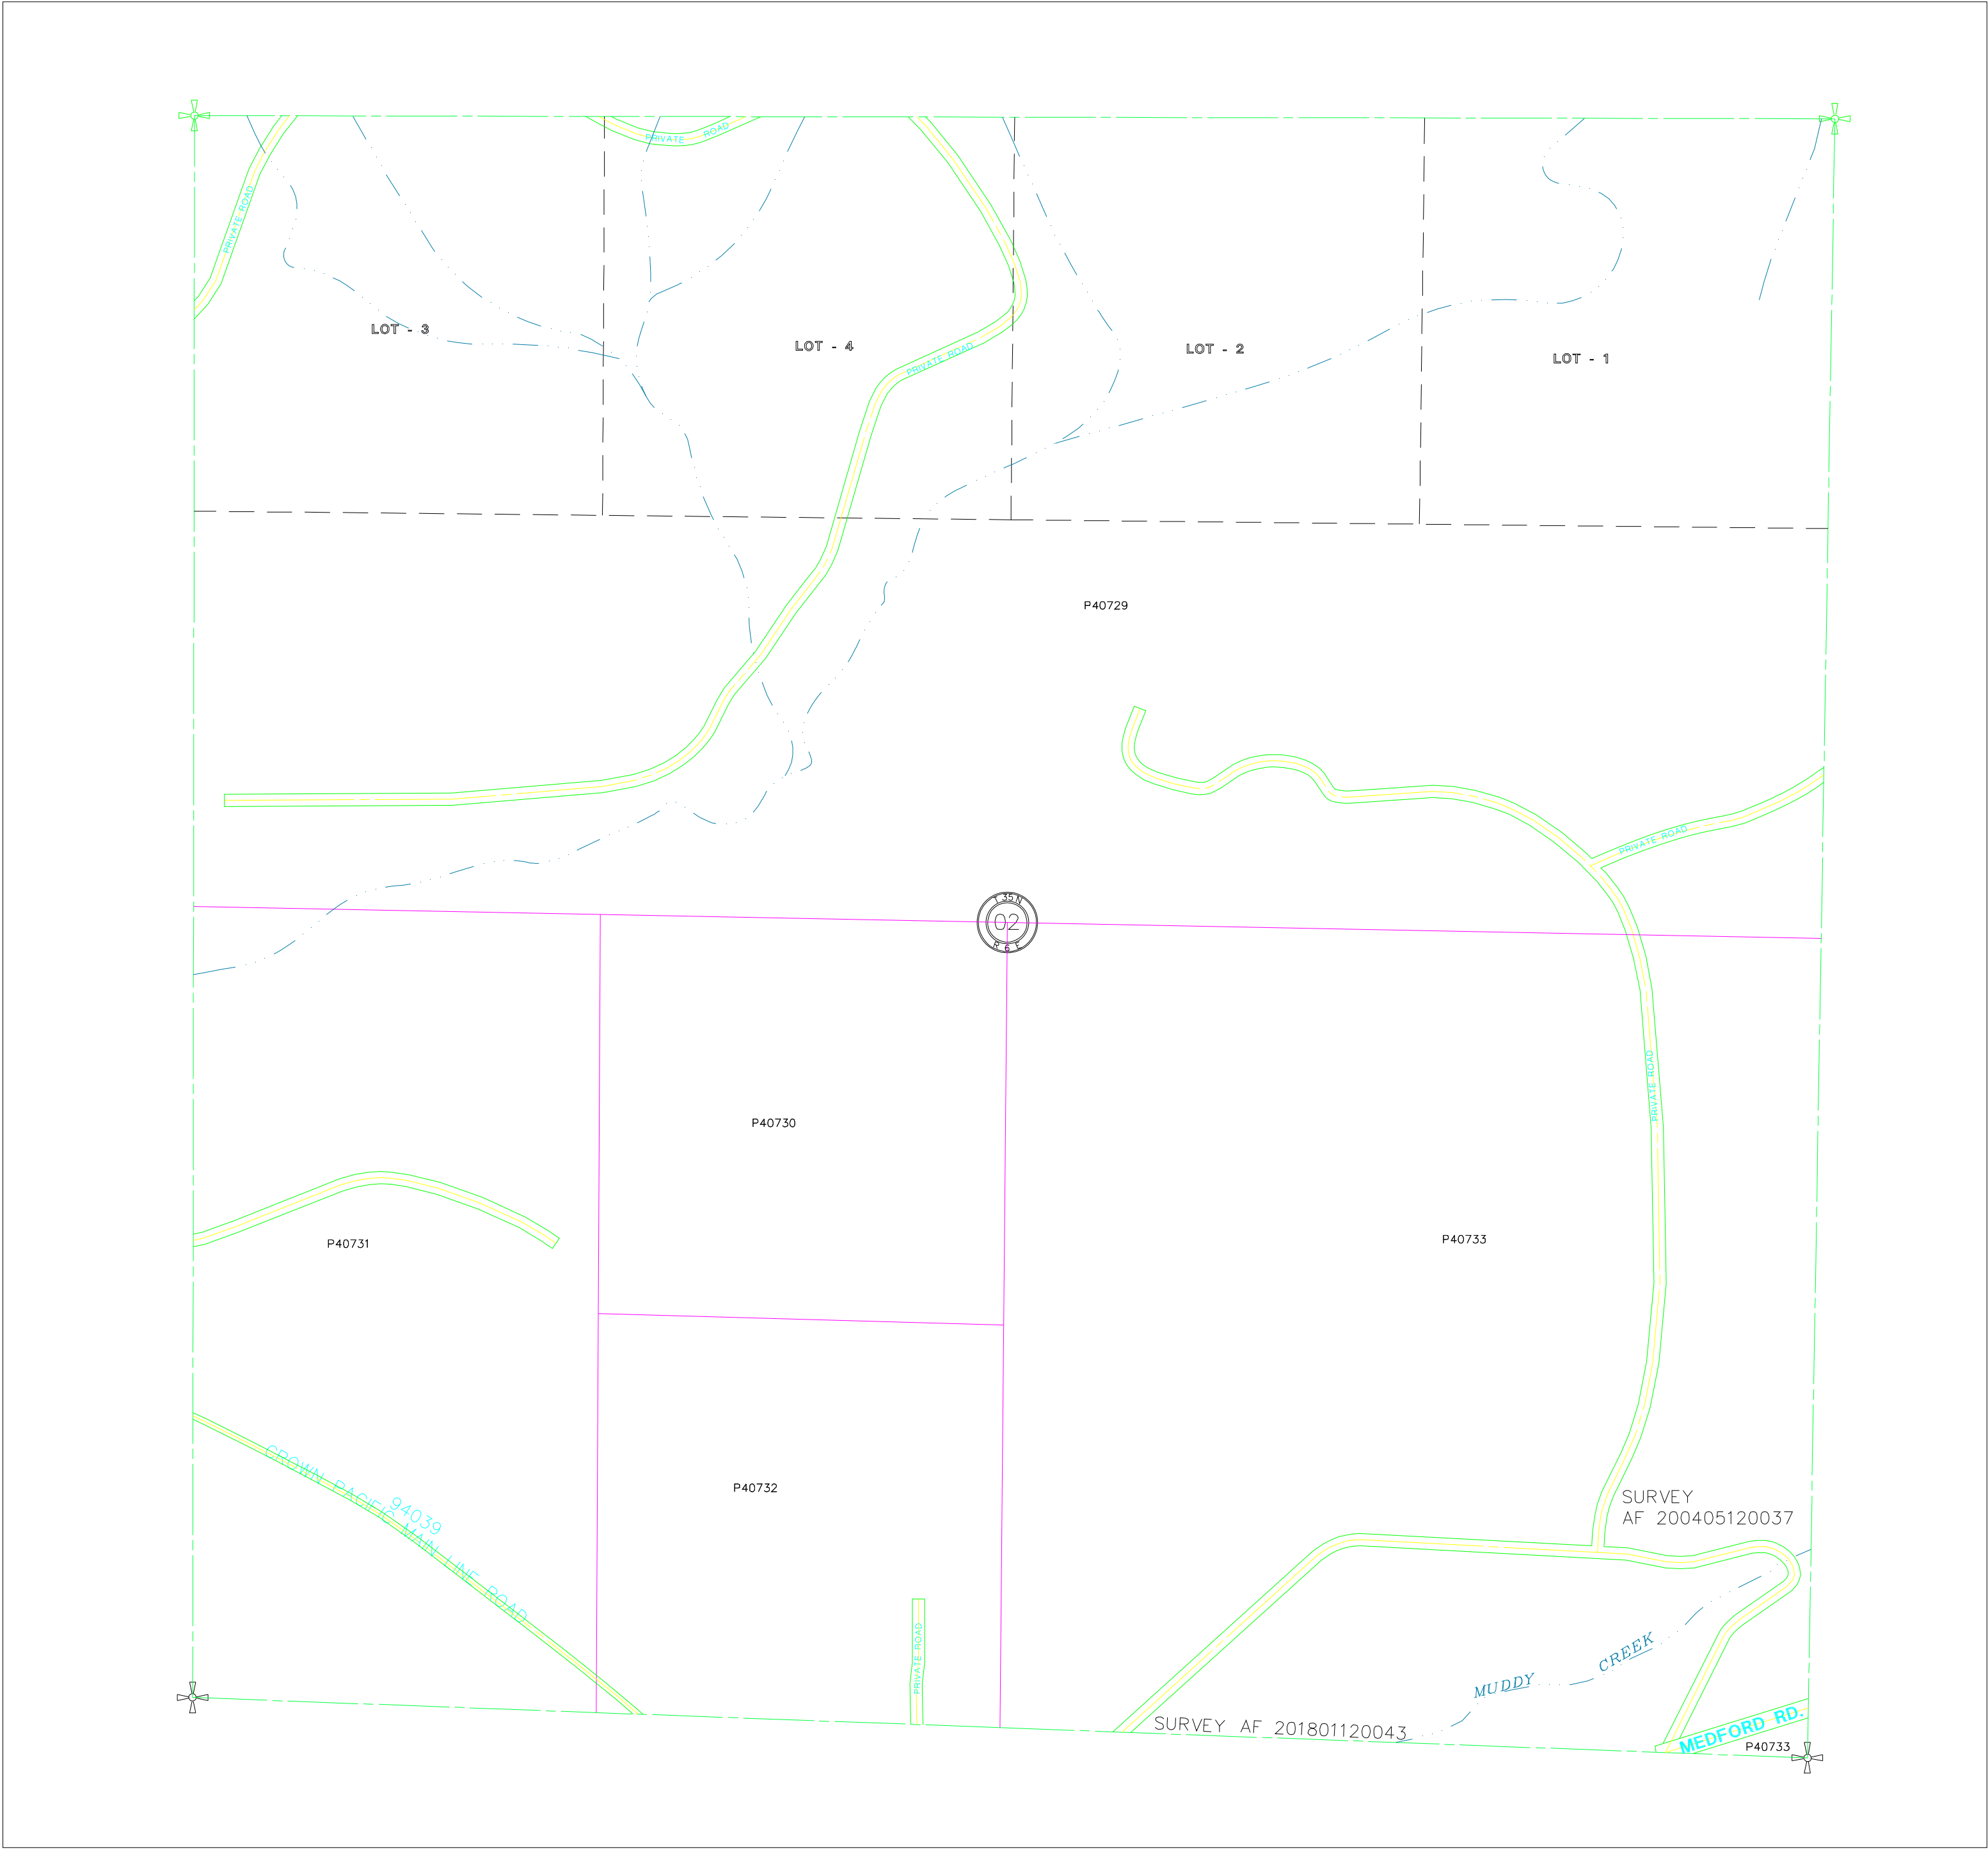 PRIVATE ROAD
PRIVATE ROAD
LOT - 3
LOT - 4
LOT - 2
LOT - 1
PRIVATE ROAD
P40729
PRIVATE ROAD
T 35 N
02
R 6 E
PRIVATE ROAD
P40730
P40731
P40733
CROWN PACIFIC MAIN LINE ROAD
94039
P40732
SURVEY
AF 200405120037
PRIVATE ROAD
MUDDY CREEK
SURVEY AF 201801120043
MEDFORD RD.
P40733